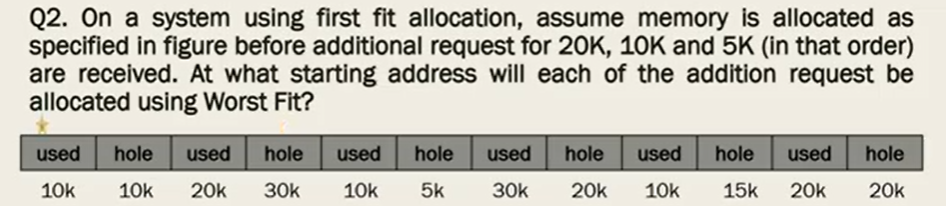 Q2. On a system using first fit allocation, assume memory is allocated as
specified in figure before additional request for 20K, 10K and 5K (in that order)
are received. At what starting address will each of the addition request be
allocated using Worst Fit?
used hole used hole used hole used hole used hole used hole
10k 10k 20k 30k 10k 5k 30k 20k 10k 15k 20k 20k